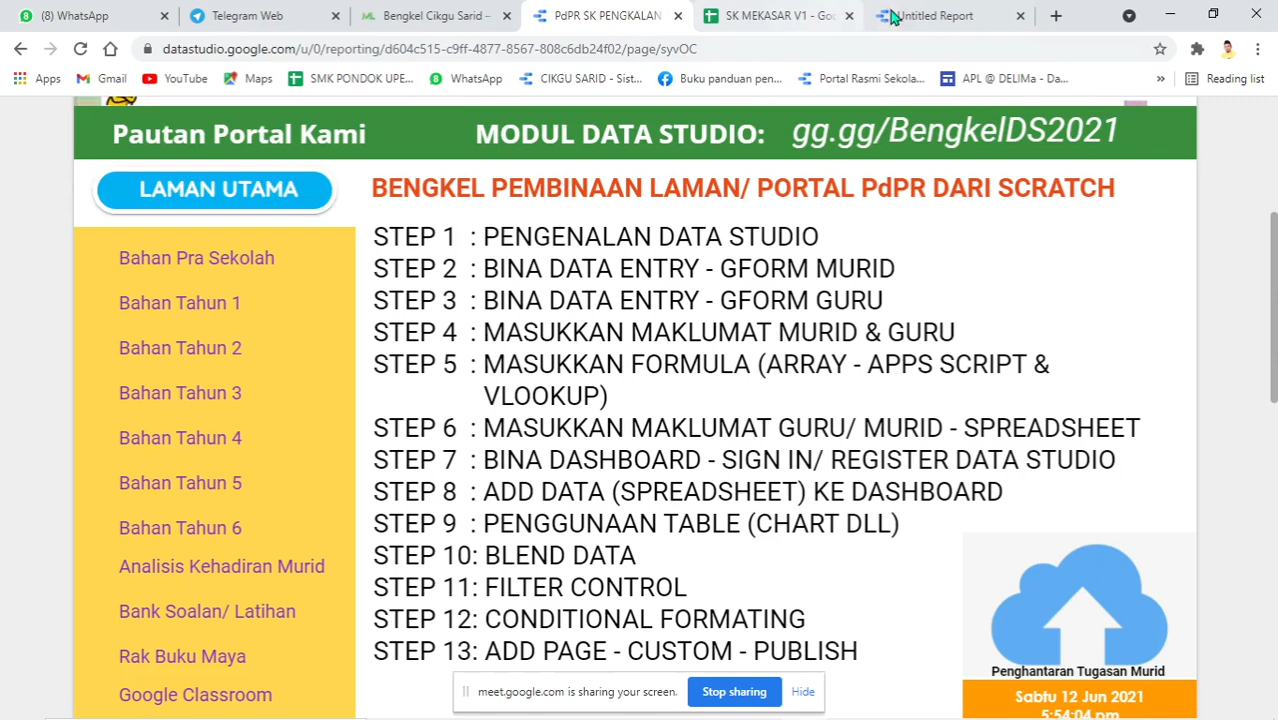 (8) WhatsApp
Telegram Web
Bengkel Cikgu Sarid –
PdPR SK PENGKALAN
SK MEKASAR V1 - Goo
Untitled Report
datastudio.google.com/u/0/reporting/d604c515-c9ff-4877-8567-808c6db24f02/page/syvOC
Apps
Gmail
YouTube
Maps
SMK PONDOK UPE...
WhatsApp
CIKGU SARID - Sist...
Buku panduan pen...
Portal Rasmi Sekola...
APL @ DELIMa - Da...
»
Reading list
Pautan Portal Kami
MODUL DATA STUDIO: gg.gg/BengkelDS2021
LAMAN UTAMA
Bahan Pra Sekolah
Bahan Tahun 1
Bahan Tahun 2
Bahan Tahun 3
Bahan Tahun 4
Bahan Tahun 5
Bahan Tahun 6
Analisis Kehadiran Murid
Bank Soalan/ Latihan
Rak Buku Maya
Google Classroom
BENGKEL PEMBINAAN LAMAN/ PORTAL PdPR DARI SCRATCH
STEP 1 : PENGENALAN DATA STUDIO
STEP 2 : BINA DATA ENTRY - GFORM MURID
STEP 3 : BINA DATA ENTRY - GFORM GURU
STEP 4 : MASUKKAN MAKLUMAT MURID & GURU
STEP 5 : MASUKKAN FORMULA (ARRAY - APPS SCRIPT &
VLOOKUP)
STEP 6 : MASUKKAN MAKLUMAT GURU/ MURID - SPREADSHEET
STEP 7 : BINA DASHBOARD - SIGN IN/ REGISTER DATA STUDIO
STEP 8 : ADD DATA (SPREADSHEET) KE DASHBOARD
STEP 9 : PENGGUNAAN TABLE (CHART DLL)
STEP 10: BLEND DATA
STEP 11: FILTER CONTROL
STEP 12: CONDITIONAL FORMATING
STEP 13: ADD PAGE - CUSTOM - PUBLISH
Penghantaran Tugasan Murid
Sabtu 12 Jun 2021
5:54:04 pm
meet.google.com is sharing your screen.
Stop sharing
Hide